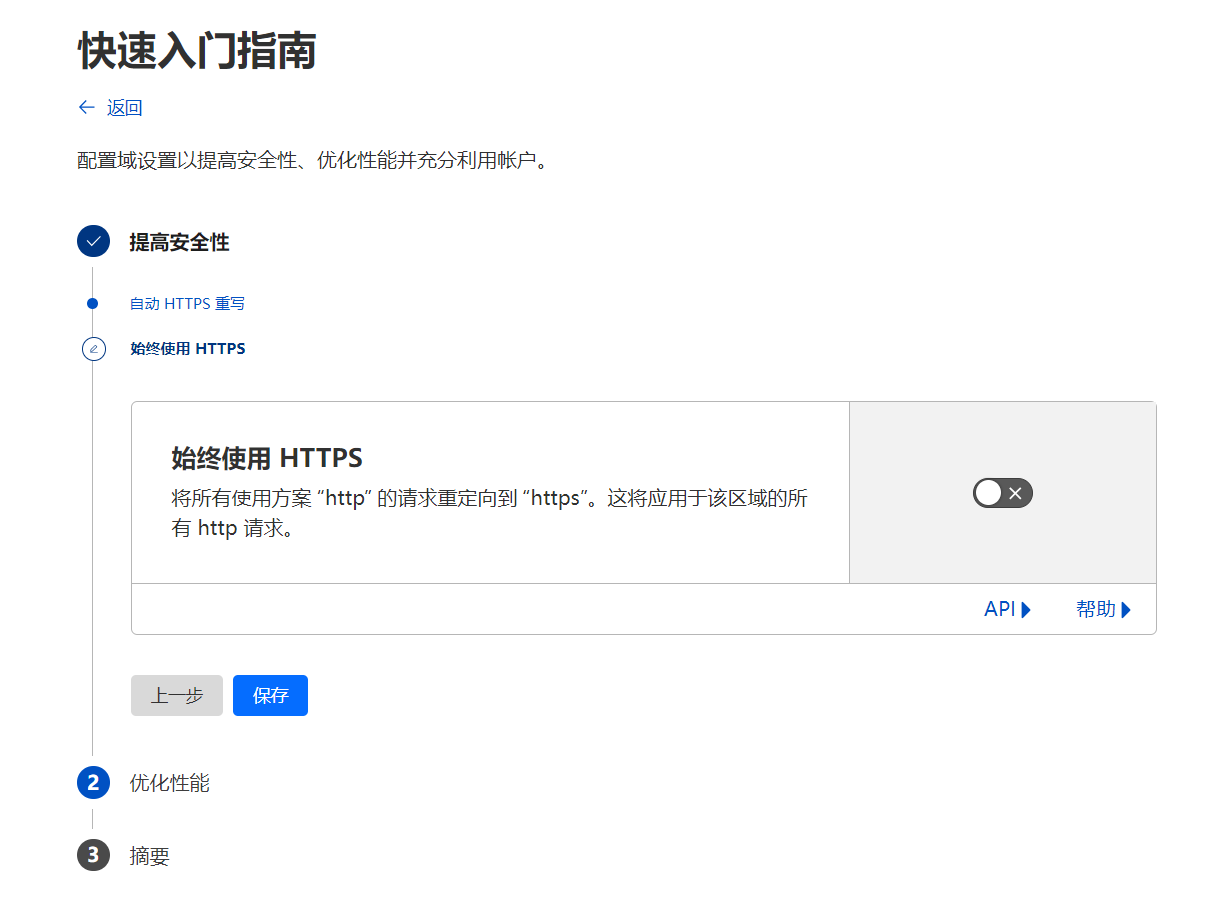 快速入门指南
返回
配置域设置以提高安全性、优化性能并充分利用帐户。
提高安全性
自动 HTTPS 重写
始终使用 HTTPS
始终使用 HTTPS
将所有使用方案 “http” 的请求重定向到 “https”。这将应用于该区域的所
有 http 请求。
API 帮助
上一步 保存
2 优化性能
3 摘要